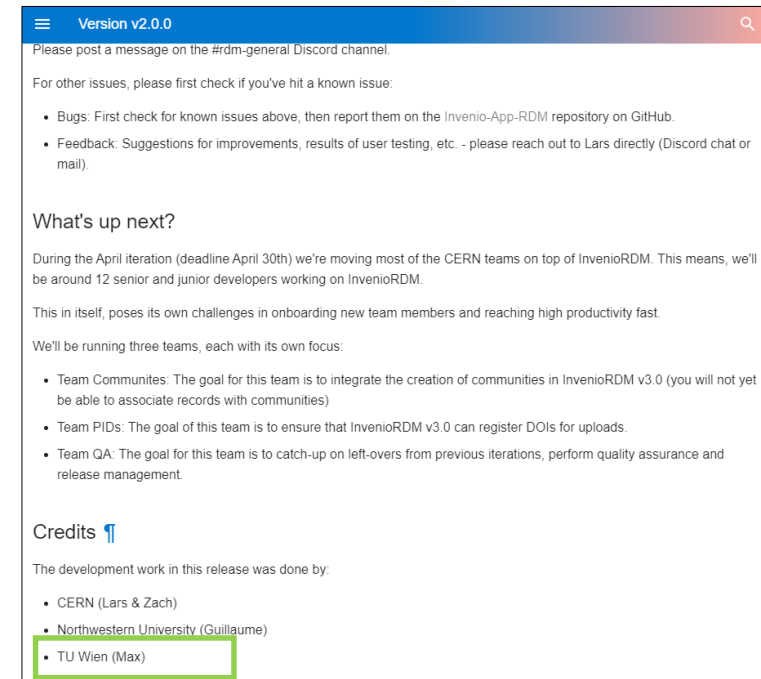 Version v2.0.0
Please post a message on the #rdm-general Discord channel.
For other issues, please first check if you've hit a known issue:
• Bugs: First check for known issues above, then report them on the Invenio-App-RDM repository on GitHub.
• Feedback: Suggestions for improvements, results of user testing, etc. - please reach out to Lars directly (Discord chat or
mail).
What's up next?
During the April iteration (deadline April 30th) we're moving most of the CERN teams on top of InvenioRDM. This means, we'll
be around 12 senior and junior developers working on InvenioRDM.
This in itself, poses its own challenges in onboarding new team members and reaching high productivity fast.
We'll be running three teams, each with its own focus:
• Team Communites: The goal for this team is to integrate the creation of communities in InvenioRDM v3.0 (you will not yet
be able to associate records with communities)
• Team PIDs: The goal of this team is to ensure that InvenioRDM v3.0 can register DOIs for uploads.
• Team QA: The goal for this team is to catch-up on left-overs from previous iterations, perform quality assurance and
release management.
Credits ¶
The development work in this release was done by:
• CERN (Lars & Zach)
• Northwestern University (Guillaume)
• TU Wien (Max)